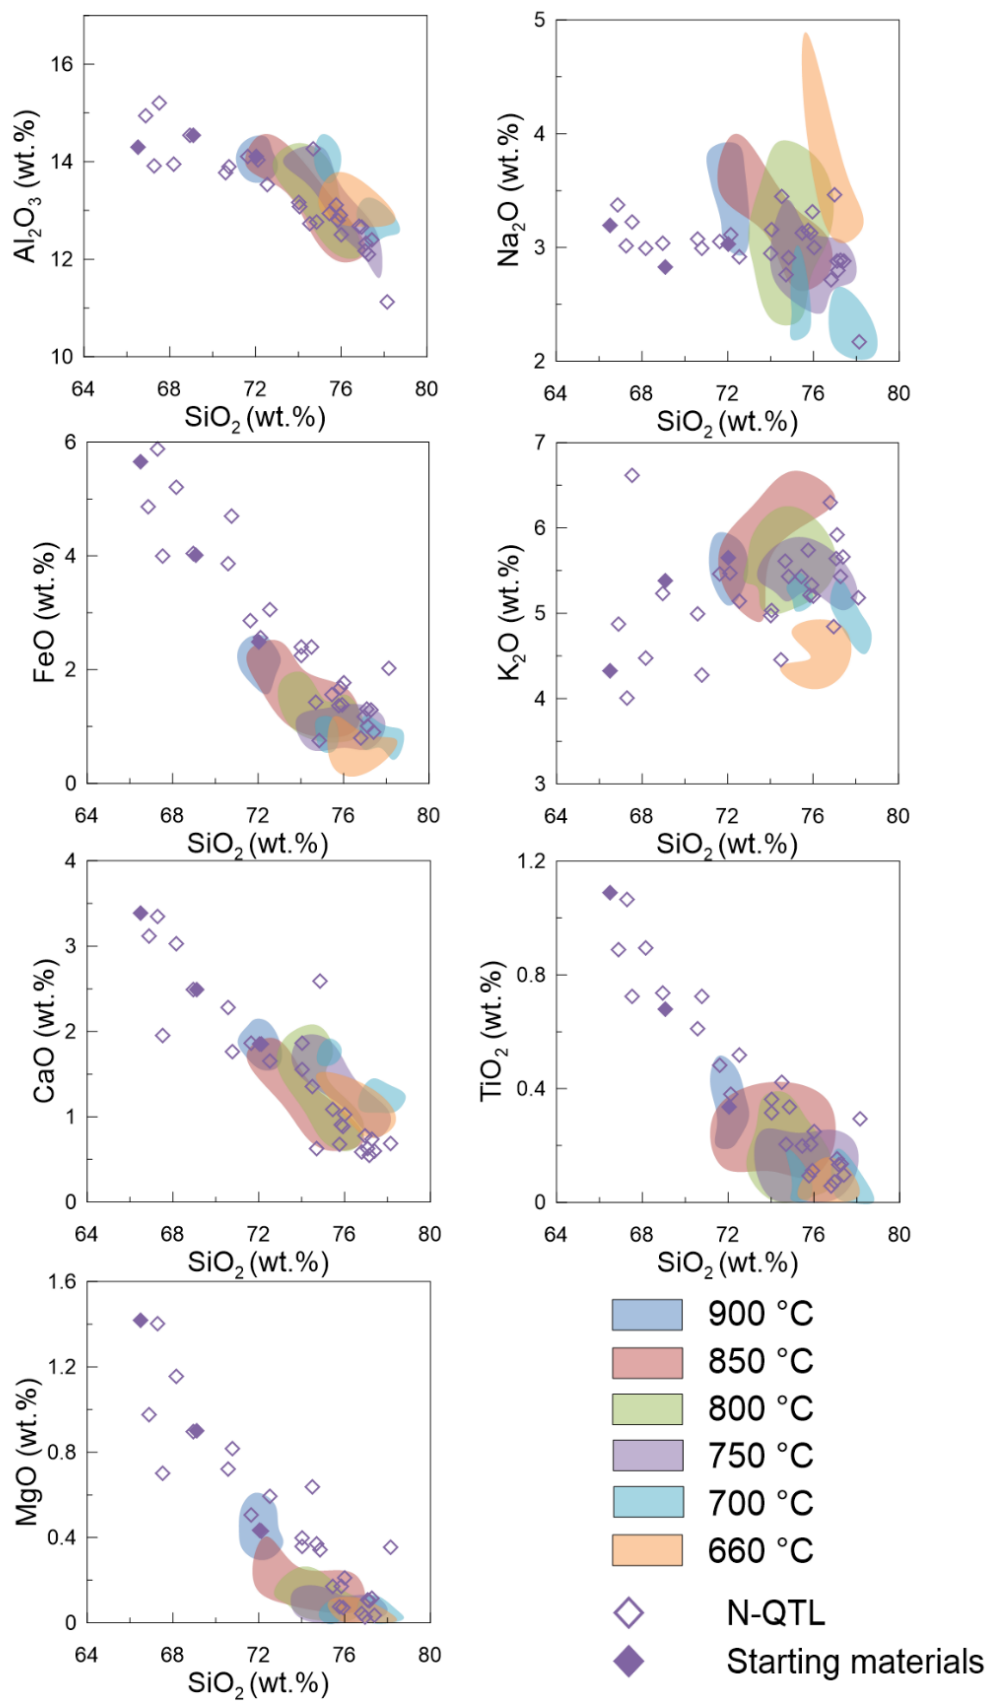 16
14
12
10
Al₂O₃ (wt.%)
64 68 72 76 80
SiO₂ (wt.%)
5
4
3
2
Na₂O (wt.%)
64 68 72 76 80
SiO₂ (wt.%)
6
4
2
0
FeO (wt.%)
64 68 72 76 80
SiO₂ (wt.%)
7
6
5
4
3
K₂O (wt.%)
64 68 72 76 80
SiO₂ (wt.%)
4
3
2
1
0
CaO (wt.%)
64 68 72 76 80
SiO₂ (wt.%)
1.2
0.8
0.4
0
TiO₂ (wt.%)
64 68 72 76 80
SiO₂ (wt.%)
1.6
1.2
0.8
0.4
0
MgO (wt.%)
64 68 72 76 80
SiO₂ (wt.%)
900 °C
850 °C
800 °C
750 °C
700 °C
660 °C
N-QTL
Starting materials